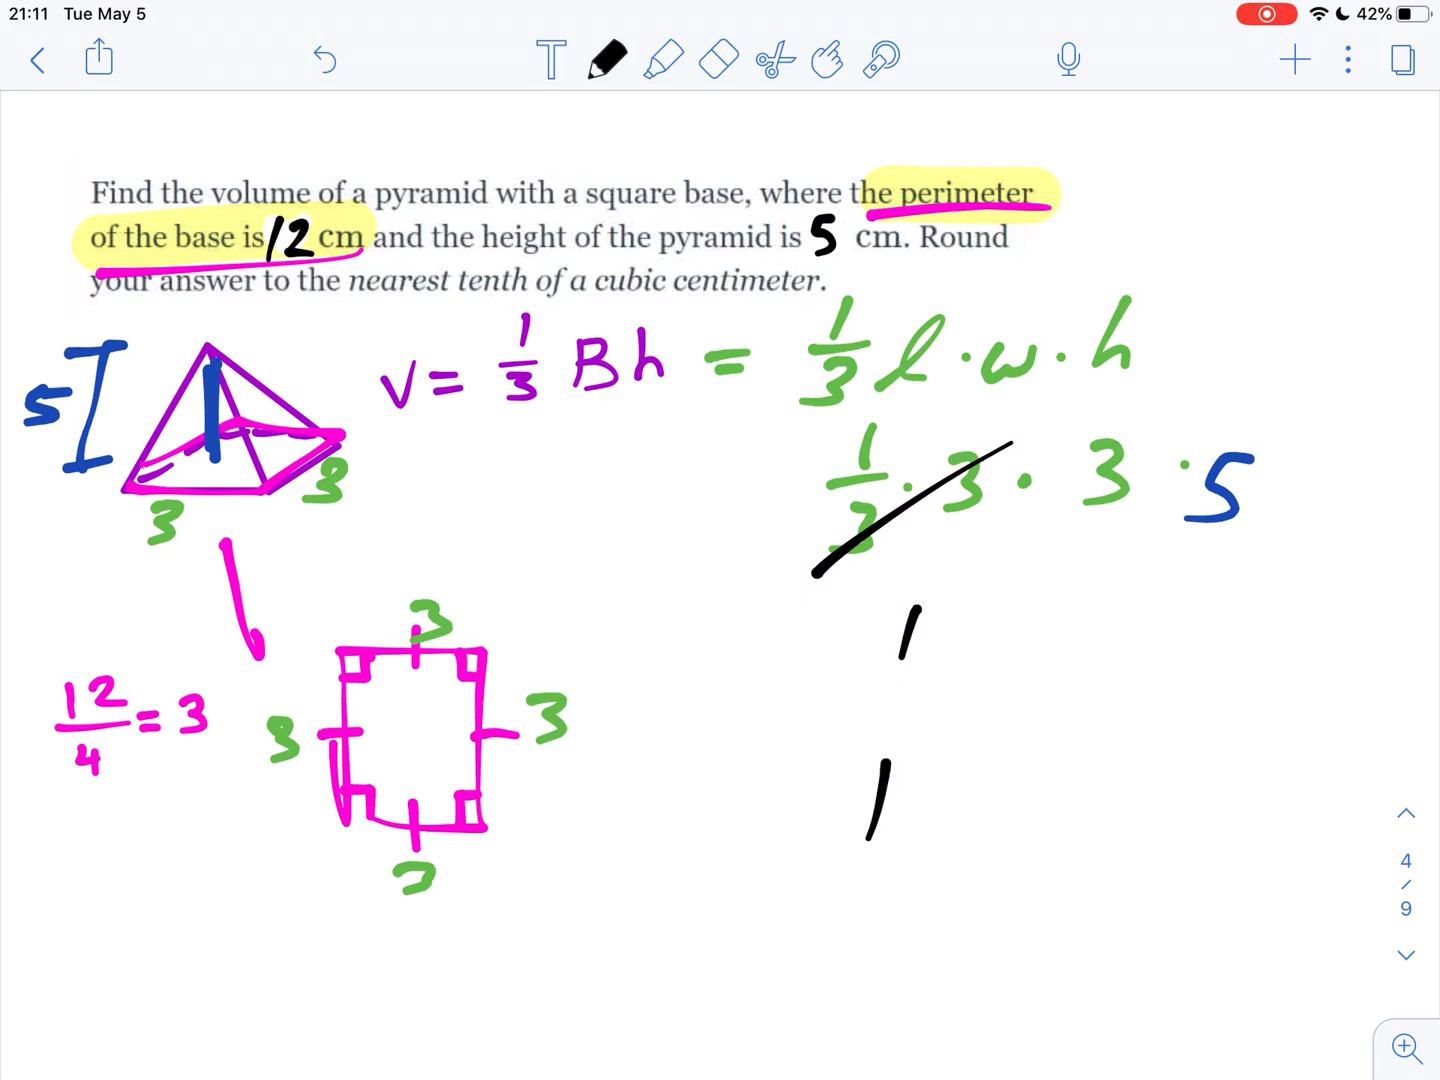 21:11 Tue May 5 42%
Find the volume of a pyramid with a square base, where the perimeter
of the base is 12 cm and the height of the pyramid is 5 cm. Round
your answer to the nearest tenth of a cubic centimeter.
V = 1/3 Bh = 1/3 l · w · h
5
1/3 · 3 · 3 · 5
3 3
3
1
12/4 = 3
3 3
1
3
4 / 9